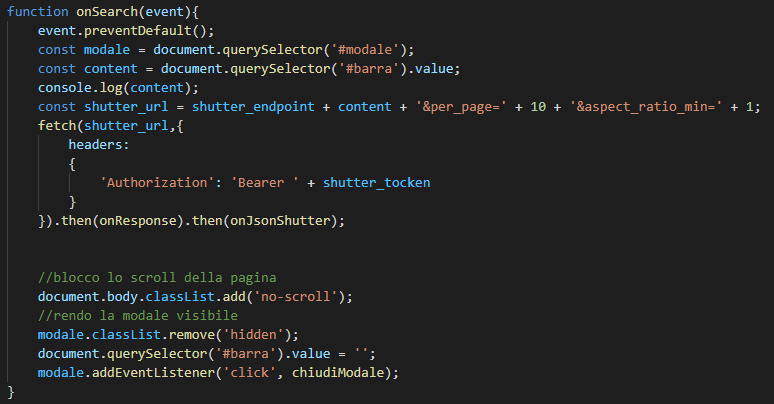 function onSearch(event){
    event.preventDefault();
    const modale = document.querySelector('#modale');
    const content = document.querySelector('#barra').value;
    console.log(content);
    const shutter_url = shutter_endpoint + content + '&per_page=' + 10 + '&aspect_ratio_min=' + 1;
    fetch(shutter_url,{
        headers:
        {
            'Authorization': 'Bearer ' + shutter_tocken
        }
    }).then(onResponse).then(onJsonShutter);
    //blocco lo scroll della pagina
    document.body.classList.add('no-scroll');
    //rendo la modale visibile
    modale.classList.remove('hidden');
    document.querySelector('#barra').value = '';
    modale.addEventListener('click', chiudiModale);
}